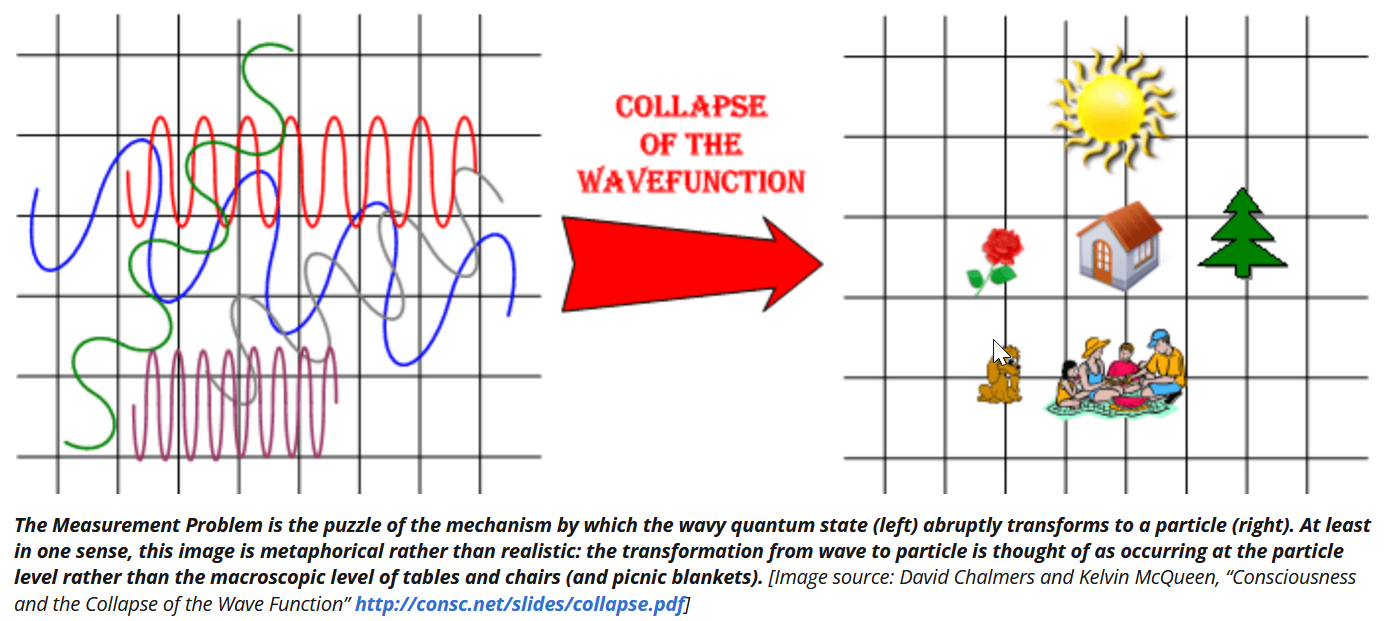 COLLAPSE
OF THE
WAVEFUNCTION
The Measurement Problem is the puzzle of the mechanism by which the wavy quantum state (left) abruptly transforms to a particle (right). At least
in one sense, this image is metaphorical rather than realistic: the transformation from wave to particle is thought of as occurring at the particle
level rather than the macroscopic level of tables and chairs (and picnic blankets). [Image source: David Chalmers and Kelvin McQueen, “Consciousness
and the Collapse of the Wave Function” http://consc.net/slides/collapse.pdf]